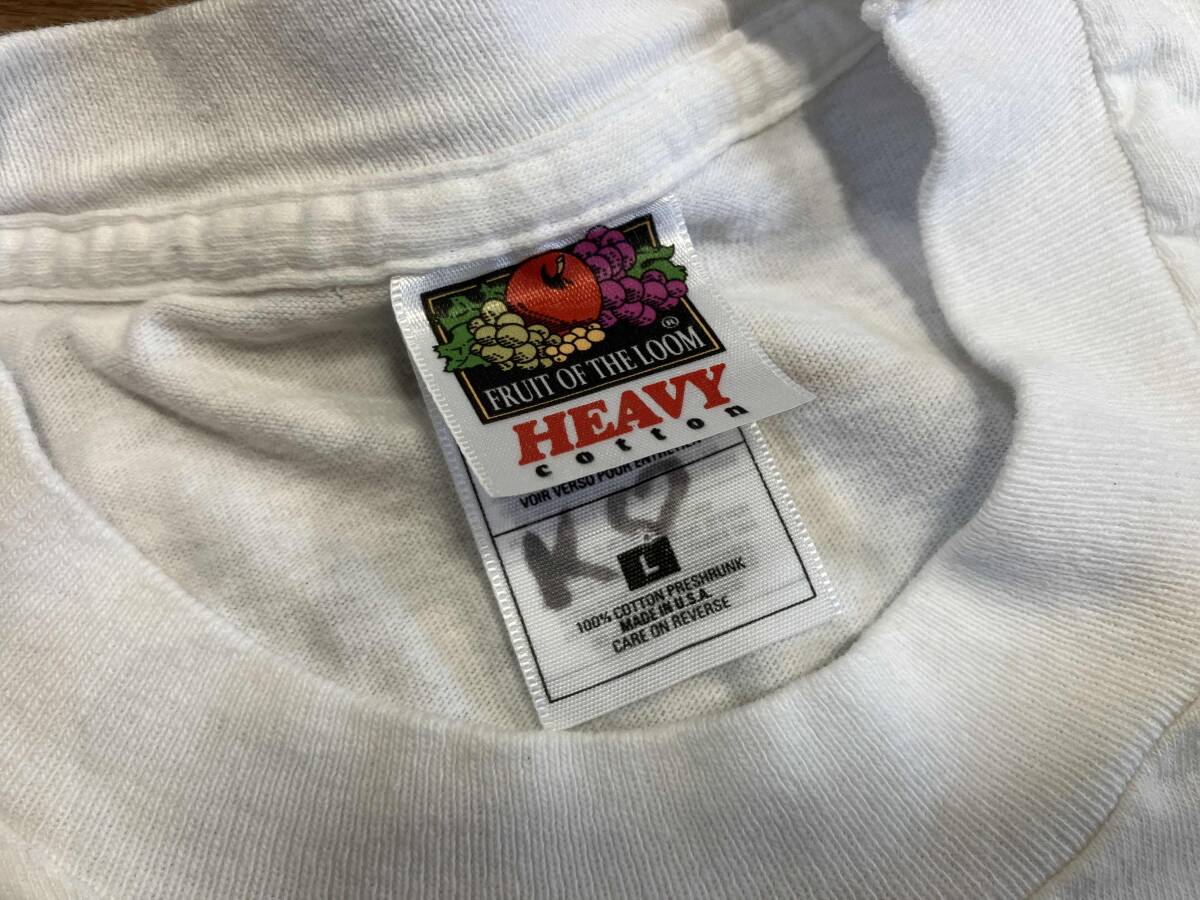 FRUIT OF THE LOOM ®
HEAVY
cotton
VOIR VERSO POUR ENTRETIEN
K
L
100% COTTON PRESHRUNK
MADE IN U.S.A.
CARE ON REVERSE